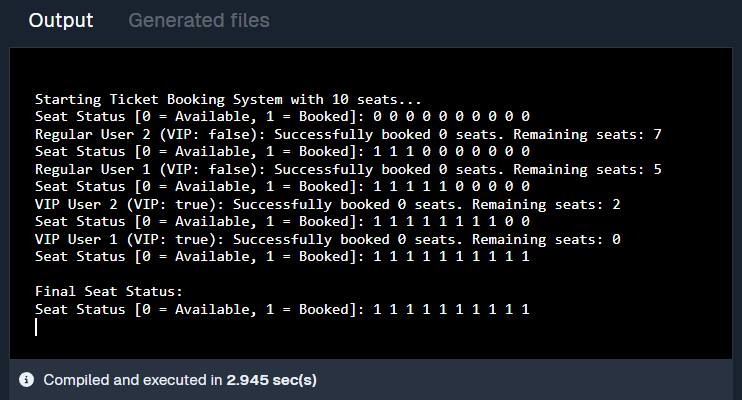 Output Generated files
Starting Ticket Booking System with 10 seats...
Seat Status [0 = Available, 1 = Booked]: 0 0 0 0 0 0 0 0 0 0
Regular User 2 (VIP: false): Successfully booked 0 seats. Remaining seats: 7
Seat Status [0 = Available, 1 = Booked]: 1 1 1 0 0 0 0 0 0 0
Regular User 1 (VIP: false): Successfully booked 0 seats. Remaining seats: 5
Seat Status [0 = Available, 1 = Booked]: 1 1 1 1 1 0 0 0 0 0
VIP User 2 (VIP: true): Successfully booked 0 seats. Remaining seats: 2
Seat Status [0 = Available, 1 = Booked]: 1 1 1 1 1 1 1 1 0 0
VIP User 1 (VIP: true): Successfully booked 0 seats. Remaining seats: 0
Seat Status [0 = Available, 1 = Booked]: 1 1 1 1 1 1 1 1 1 1
Final Seat Status:
Seat Status [0 = Available, 1 = Booked]: 1 1 1 1 1 1 1 1 1 1
Compiled and executed in 2.945 sec(s)